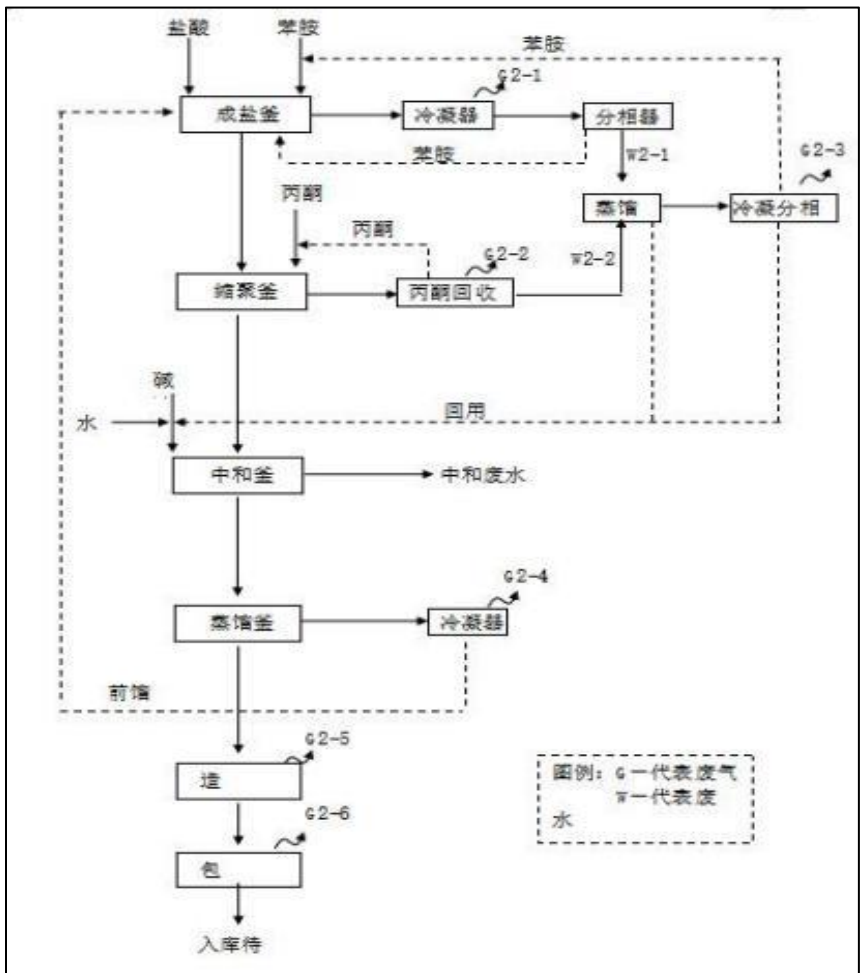 盐酸 苯胺 苯胺
G2-1
成盐釜 冷凝器 分相器
苯胺 W2-1 G2-3
丙酮 蒸馏 冷凝分相
丙酮 G2-2 W2-2
缩聚釜 丙酮回收
碱
水 回用
中和釜 中和废水
G2-4
蒸馏釜 冷凝器
前馏
G2-5
造 图例：G一代表废气
W一代表废
G2-6 水
包
入库待